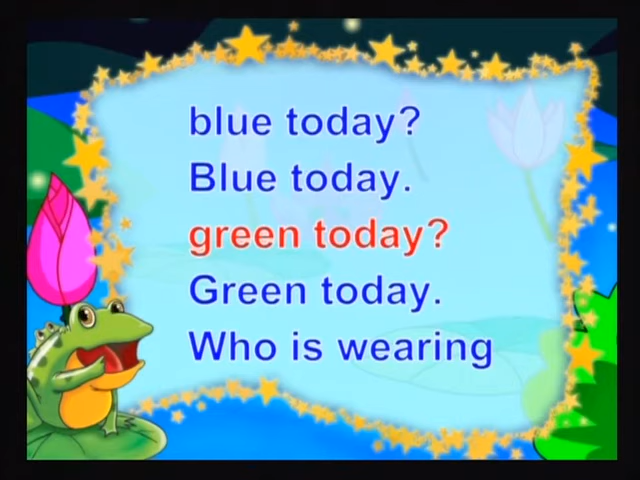 blue today?
Blue today.
green today?
Green today.
Who is wearing